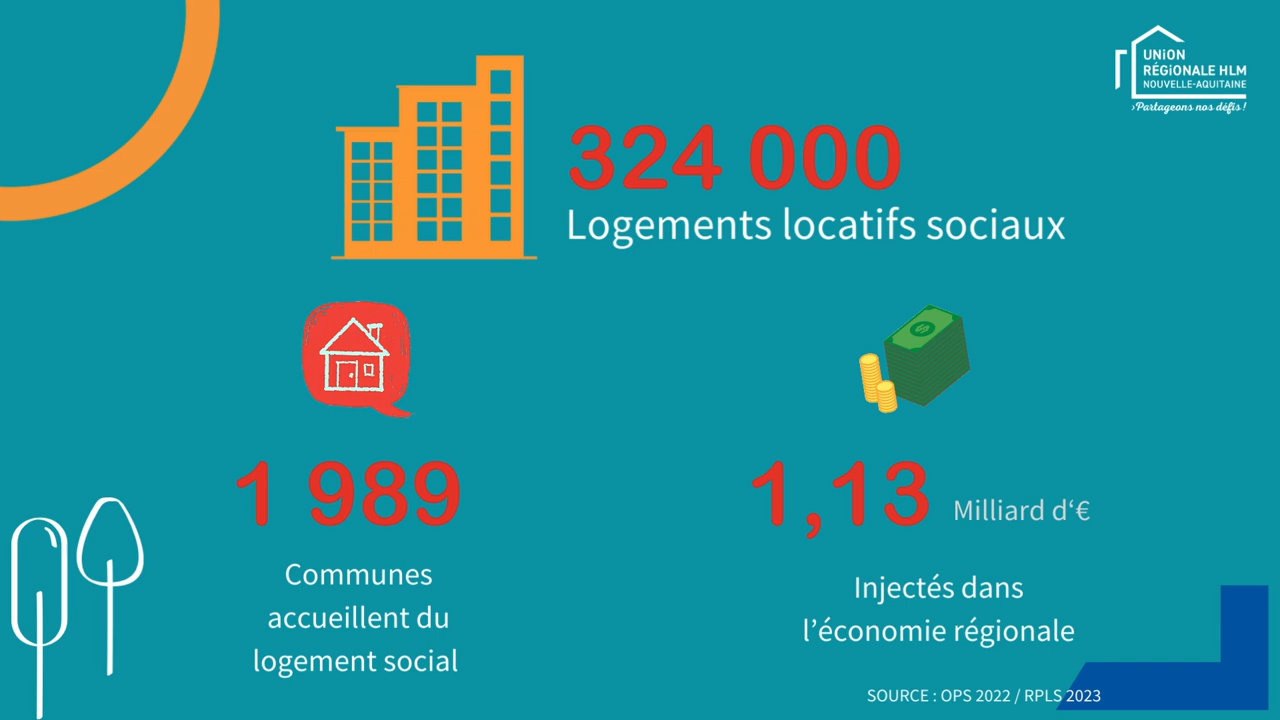 UNiON
RÉGiONALE HLM
NOUVELLE-AQUITAINE
›Partageons nos défis !
324 000
Logements locatifs sociaux
1 989
Communes
accueillent du
logement social
1,13 Milliard d‘€
Injectés dans
l’économie régionale
SOURCE : OPS 2022 / RPLS 2023